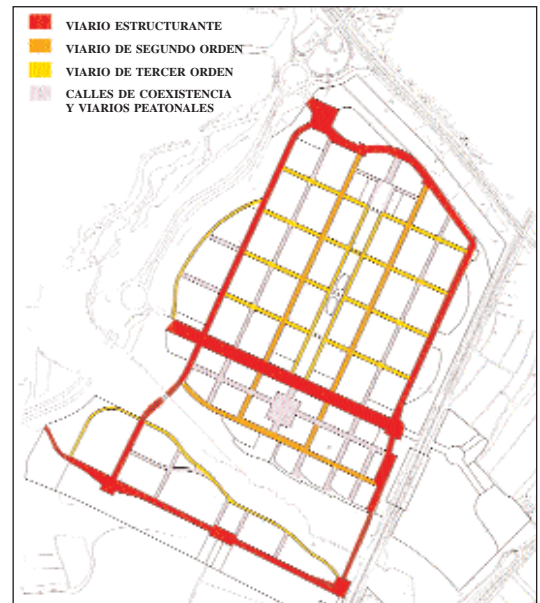 VIARIO ESTRUCTURANTE
VIARIO DE SEGUNDO ORDEN
VIARIO DE TERCER ORDEN
CALLES DE COEXISTENCIA
Y VIARIOS PEATONALES